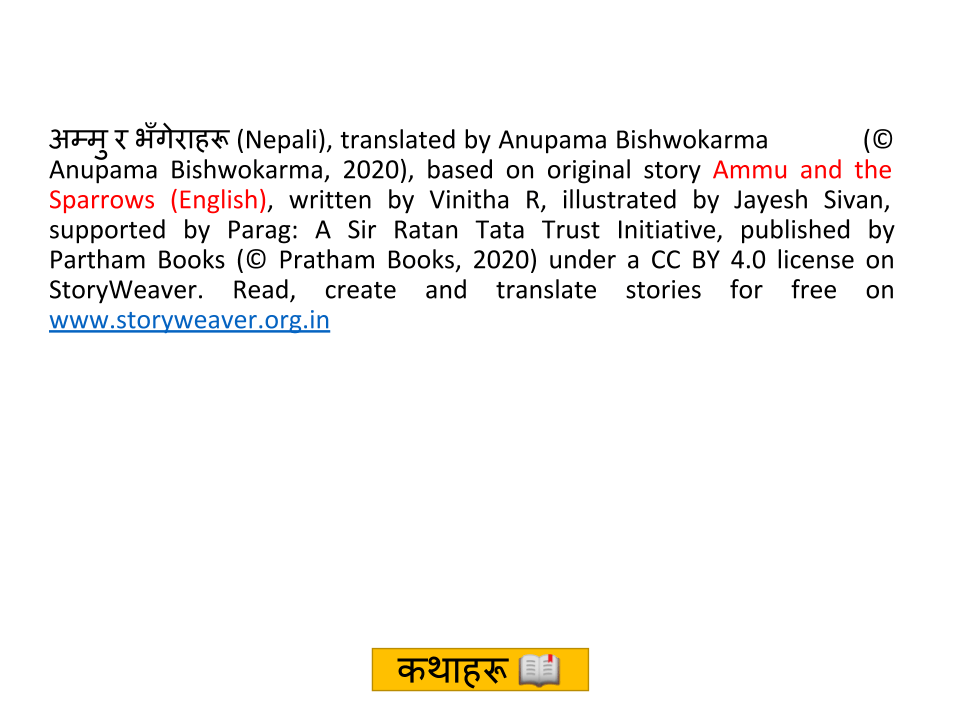 अम्मु र भँगेराहरू (Nepali), translated by Anupama Bishwokarma (©
Anupama Bishwokarma, 2020), based on original story Ammu and the
Sparrows (English), written by Vinitha R, illustrated by Jayesh Sivan,
supported by Parag: A Sir Ratan Tata Trust Initiative, published by
Partham Books (© Pratham Books, 2020) under a CC BY 4.0 license on
StoryWeaver. Read, create and translate stories for free on
www.storyweaver.org.in
कथाहरू